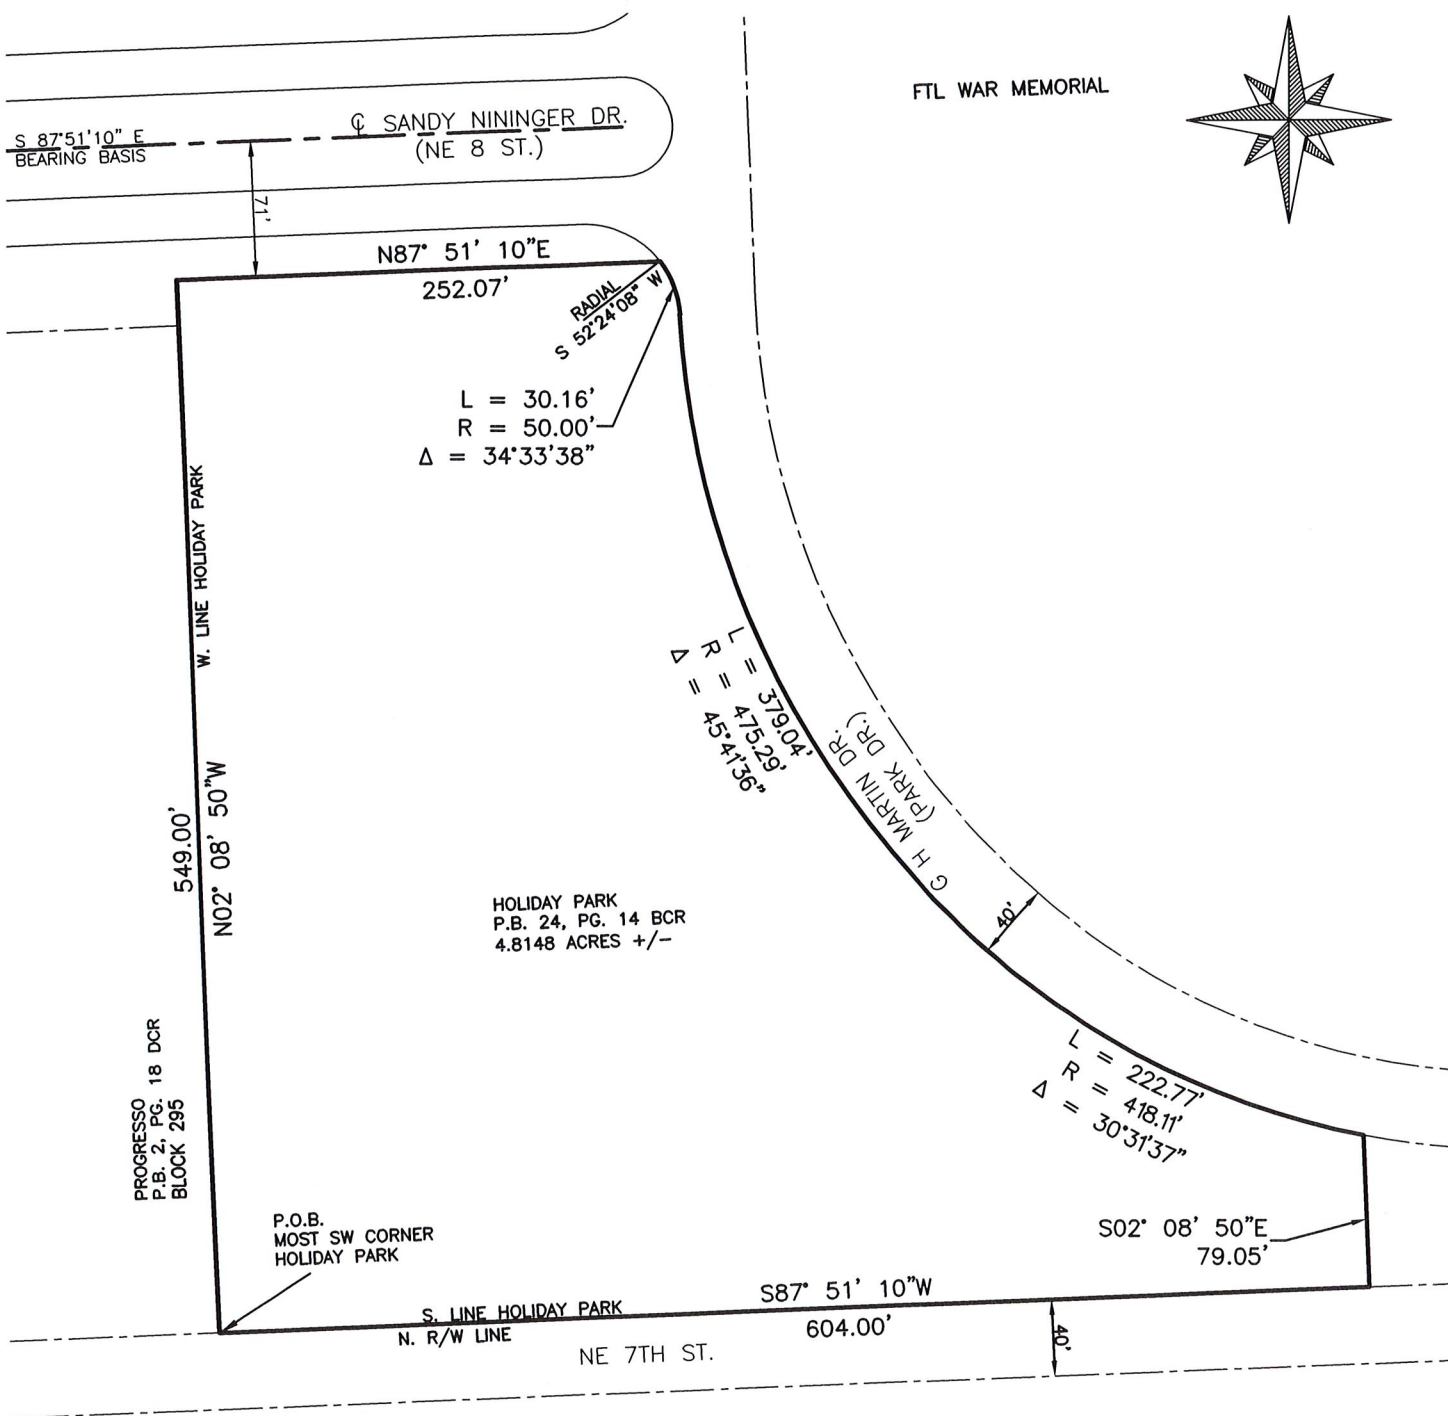 FTL WAR MEMORIAL
S 87°51'10" E
BEARING BASIS
℄ SANDY NININGER DR.
(NE 8 ST.)
71'
N87° 51' 10"E
252.07'
RADIAL
S 52°24'08" W
L = 30.16'
R = 50.00'
Δ = 34°33'38"
W. LINE HOLIDAY PARK
549.00'
N02° 08' 50"W
L = 379.04'
R = 475.29'
Δ = 45°41'36"
G H MARTIN DR.
(PARK DR.)
40'
HOLIDAY PARK
P.B. 24, PG. 14 BCR
4.8148 ACRES +/-
L = 222.77'
R = 418.11'
Δ = 30°31'37"
PROGRESSO
P.B. 2, PG. 18 DCR
BLOCK 295
P.O.B.
MOST SW CORNER
HOLIDAY PARK
S02° 08' 50"E
79.05'
S87° 51' 10"W
604.00'
S. LINE HOLIDAY PARK
N. R/W LINE
NE 7TH ST.
40'